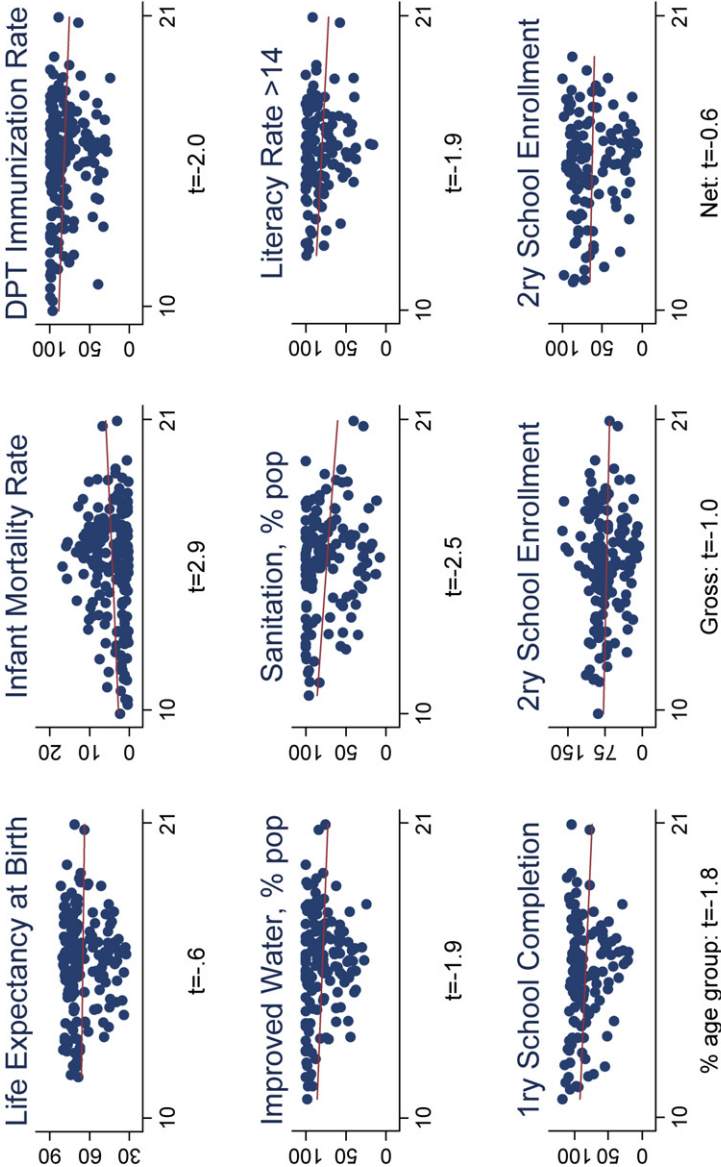 Life Expectancy at Birth
90
60
30
10
21
t=-.6
Infant Mortality Rate
20
10
0
10
21
t=2.9
DPT Immunization Rate
100
50
0
10
21
t=-2.0
Improved Water, % pop
100
50
0
10
21
t=-1.9
Sanitation, % pop
100
50
0
10
21
t=-2.5
Literacy Rate >14
100
50
0
10
21
t=-1.9
1ry School Completion
100
50
0
10
21
% age group: t=-1.8
2ry School Enrollment
150
75
0
10
21
Gross: t=-1.0
2ry School Enrollment
100
50
0
10
21
Net: t=-0.6